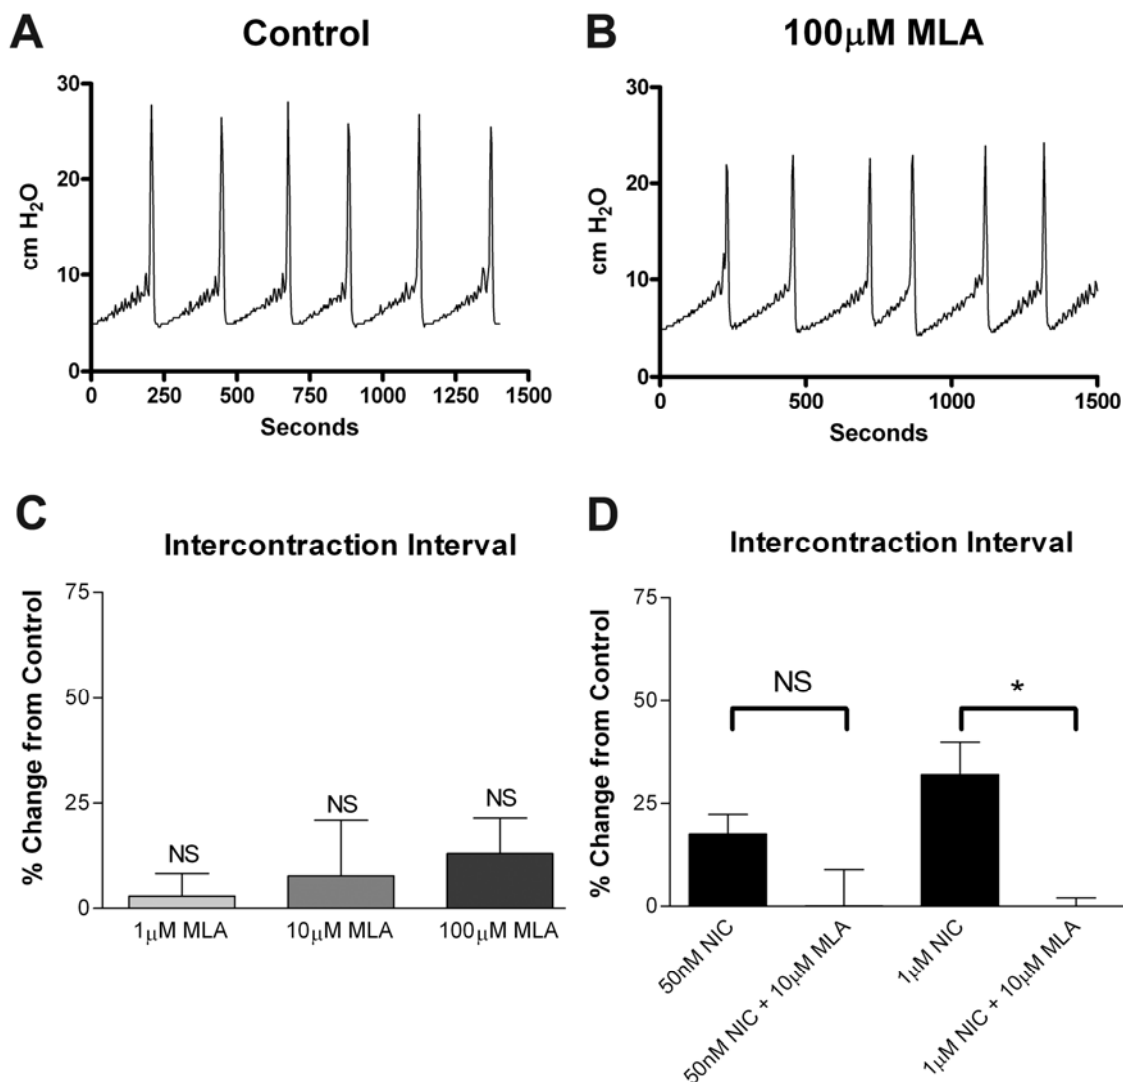 A
Control
30
20
10
0
cm H₂O
0 250 500 750 1000 1250 1500
Seconds
B
100μM MLA
30
20
10
0
cm H₂O
0 500 1000 1500
Seconds
C
Intercontraction Interval
75
50
25
0
% Change from Control
NS
NS
NS
1μM MLA 10μM MLA 100μM MLA
D
Intercontraction Interval
75
50
25
0
% Change from Control
NS
*
50nM NIC
50nM NIC + 10μM MLA
1μM NIC
1μM NIC + 10μM MLA